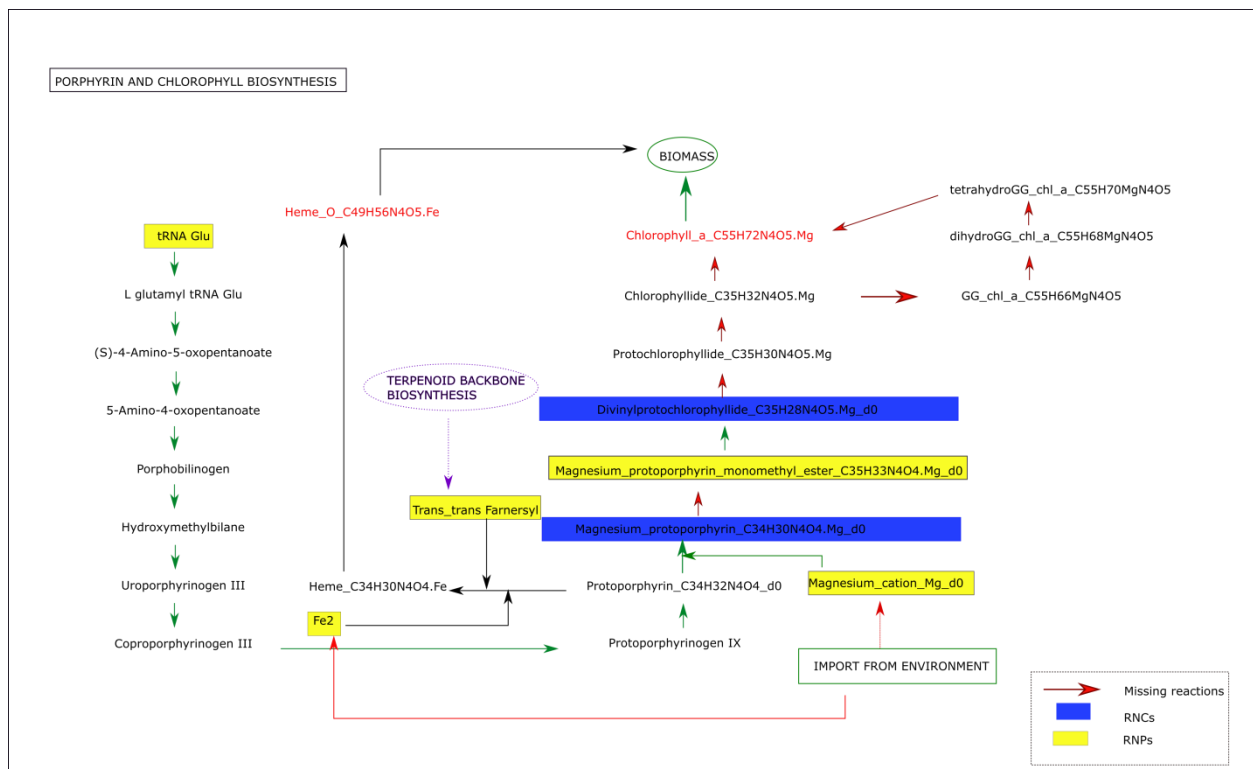 PORPHYRIN AND CHLOROPHYLL BIOSYNTHESIS
BIOMASS
tetrahydroGG_chl_a_C55H70MgN4O5
Heme_O_C49H56N4O5.Fe
tRNA Glu
Chlorophyll_a_C55H72N4O5.Mg
dihydroGG_chl_a_C55H68MgN4O5
L glutamyl tRNA Glu
Chlorophyllide_C35H32N4O5.Mg
GG_chl_a_C55H66MgN4O5
(S)-4-Amino-5-oxopentanoate
Protochlorophyllide_C35H30N4O5.Mg
TERPENOID BACKBONE
BIOSYNTHESIS
5-Amino-4-oxopentanoate
Divinylprotochlorophyllide_C35H28N4O5.Mg_d0
Porphobilinogen
Magnesium_protoporphyrin_monomethyl_ester_C35H33N4O4.Mg_d0
Trans_trans Farnersyl
Hydroxymethylbilane
Magnesium_protoporphyrin_C34H30N4O4.Mg_d0
Uroporphyrinogen III
Heme_C34H30N4O4.Fe
Protoporphyrin_C34H32N4O4_d0
Magnesium_cation_Mg_d0
Fe2
Coproporphyrinogen III
Protoporphyrinogen IX
IMPORT FROM ENVIRONMENT
Missing reactions
RNCs
RNPs